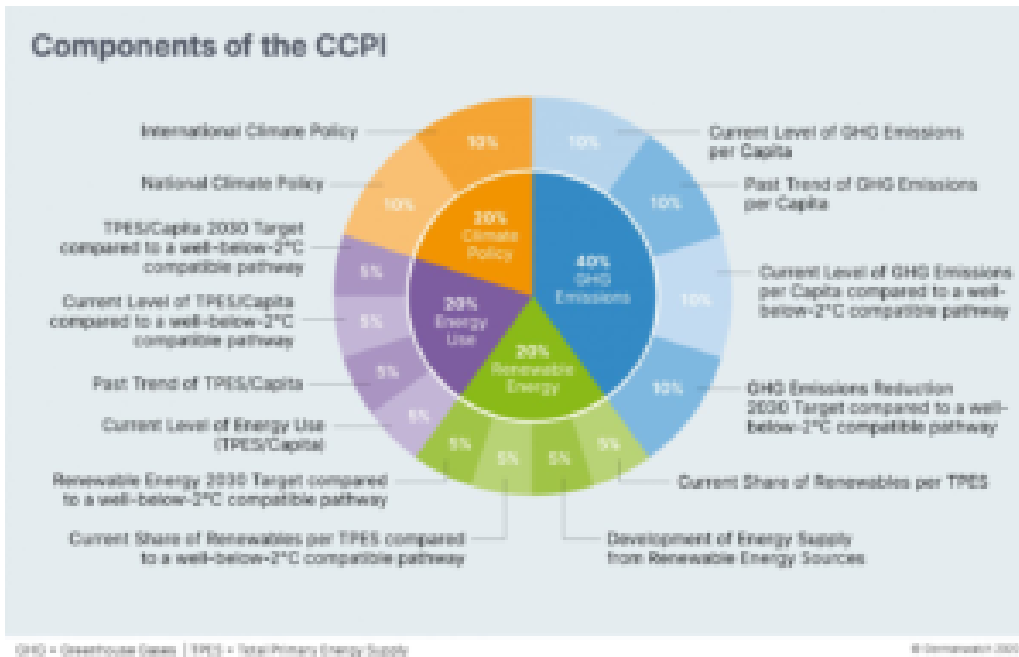 Components of the CCPI
International Climate Policy
10%
10%
Current Level of GHG Emissions
per Capita
National Climate Policy
10%
10%
Past Trend of GHG Emissions
per Capita
20%
Climate
Policy
TPES/Capita 2030 Target
compared to a well-below-2°C
compatible pathway
5%
40%
GHG
Emissions
10%
Current Level of GHG Emissions
per Capita compared to a well-
below-2°C compatible pathway
Current Level of TPES/Capita
compared to a well-below-2°C
compatible pathway
5%
20%
Energy
Use
20%
Renewable
Energy
Past Trend of TPES/Capita
5%
10%
GHG Emissions Reduction
2030 Target compared to a well-
below-2°C compatible pathway
Current Level of Energy Use
(TPES/Capita)
5%
5%
5%
5%
5%
Renewable Energy 2030 Target compared
to a well-below-2°C compatible pathway
Current Share of Renewables per TPES
Current Share of Renewables per TPES compared
to a well-below-2°C compatible pathway
Development of Energy Supply
from Renewable Energy Sources
GHG = Greenhouse Gases | TPES = Total Primary Energy Supply
© Germanwatch 2020